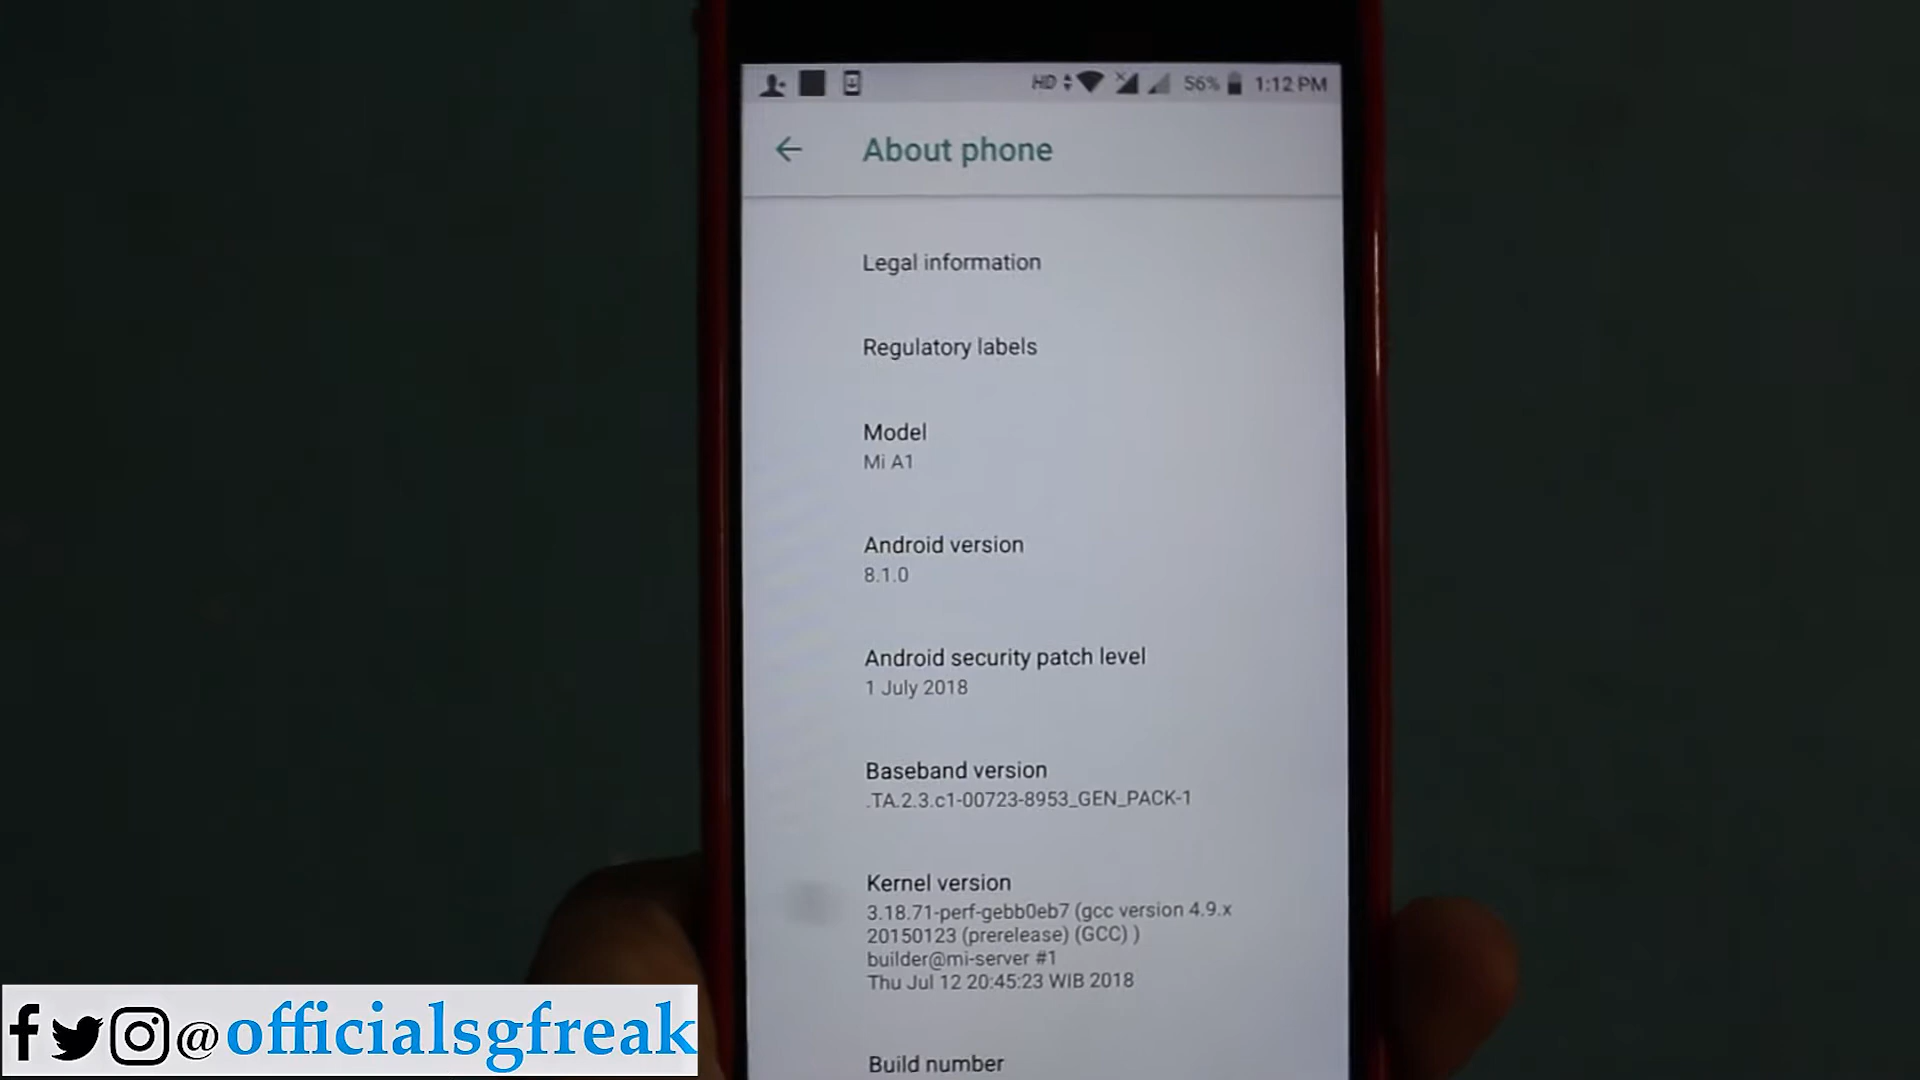 HD 56% 1:12 PM
About phone
Legal information
Regulatory labels
Model
Mi A1
Android version
8.1.0
Android security patch level
1 July 2018
Baseband version
.TA.2.3.c1-00723-8953_GEN_PACK-1
Kernel version
3.18.71-perf-gebb0eb7 (gcc version 4.9.x
20150123 (prerelease) (GCC) )
builder@mi-server #1
Thu Jul 12 20:45:23 WIB 2018
Build number
@officialsgfreak